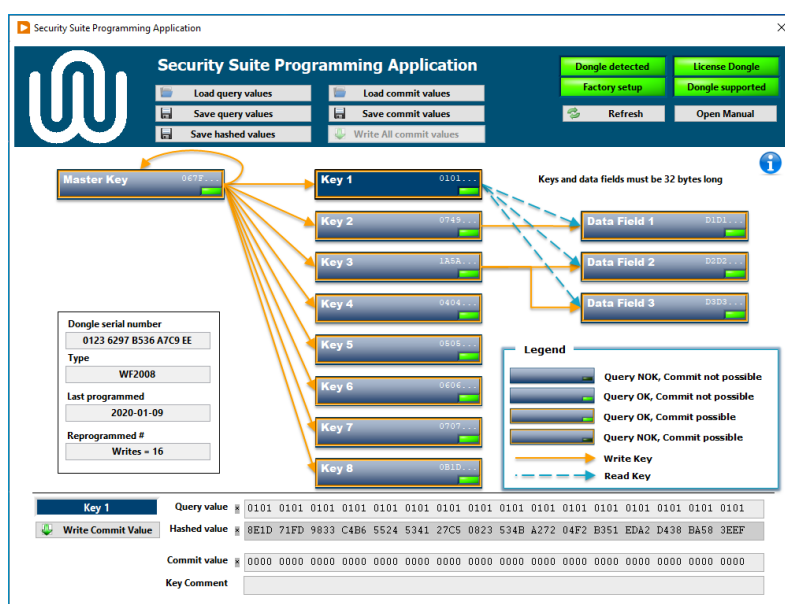 Security Suite Programming Application
Security Suite Programming Application
Load query values
Load commit values
Save query values
Save commit values
Save hashed values
Write All commit values
Dongle detected
License Dongle
Factory setup
Dongle supported
Refresh
Open Manual
Master Key 067F...
Key 1 0101...
Keys and data fields must be 32 bytes long
Key 2 0749...
Data Field 1 D1D1...
Key 3 1A5A...
Data Field 2 D2D2...
Key 4 0404...
Data Field 3 D3D3...
Key 5 0505...
Key 6 0606...
Key 7 0707...
Key 8 0B1D...
Dongle serial number
0123 6297 B536 A7C9 EE
Type
WF2008
Last programmed
2020-01-09
Reprogrammed #
Writes = 16
Legend
Query NOK, Commit not possible
Query OK, Commit not possible
Query OK, Commit possible
Query NOK, Commit possible
Write Key
Read Key
Key 1
Query value x 0101 0101 0101 0101 0101 0101 0101 0101 0101 0101 0101 0101 0101 0101 0101 0101
Write Commit Value
Hashed value x 8E1D 71FD 9833 C4B6 5524 5341 27C5 0823 534B A272 04F2 B351 EDA2 D438 BA58 3EEF
Commit value x 0000 0000 0000 0000 0000 0000 0000 0000 0000 0000 0000 0000 0000 0000 0000 0000
Key Comment